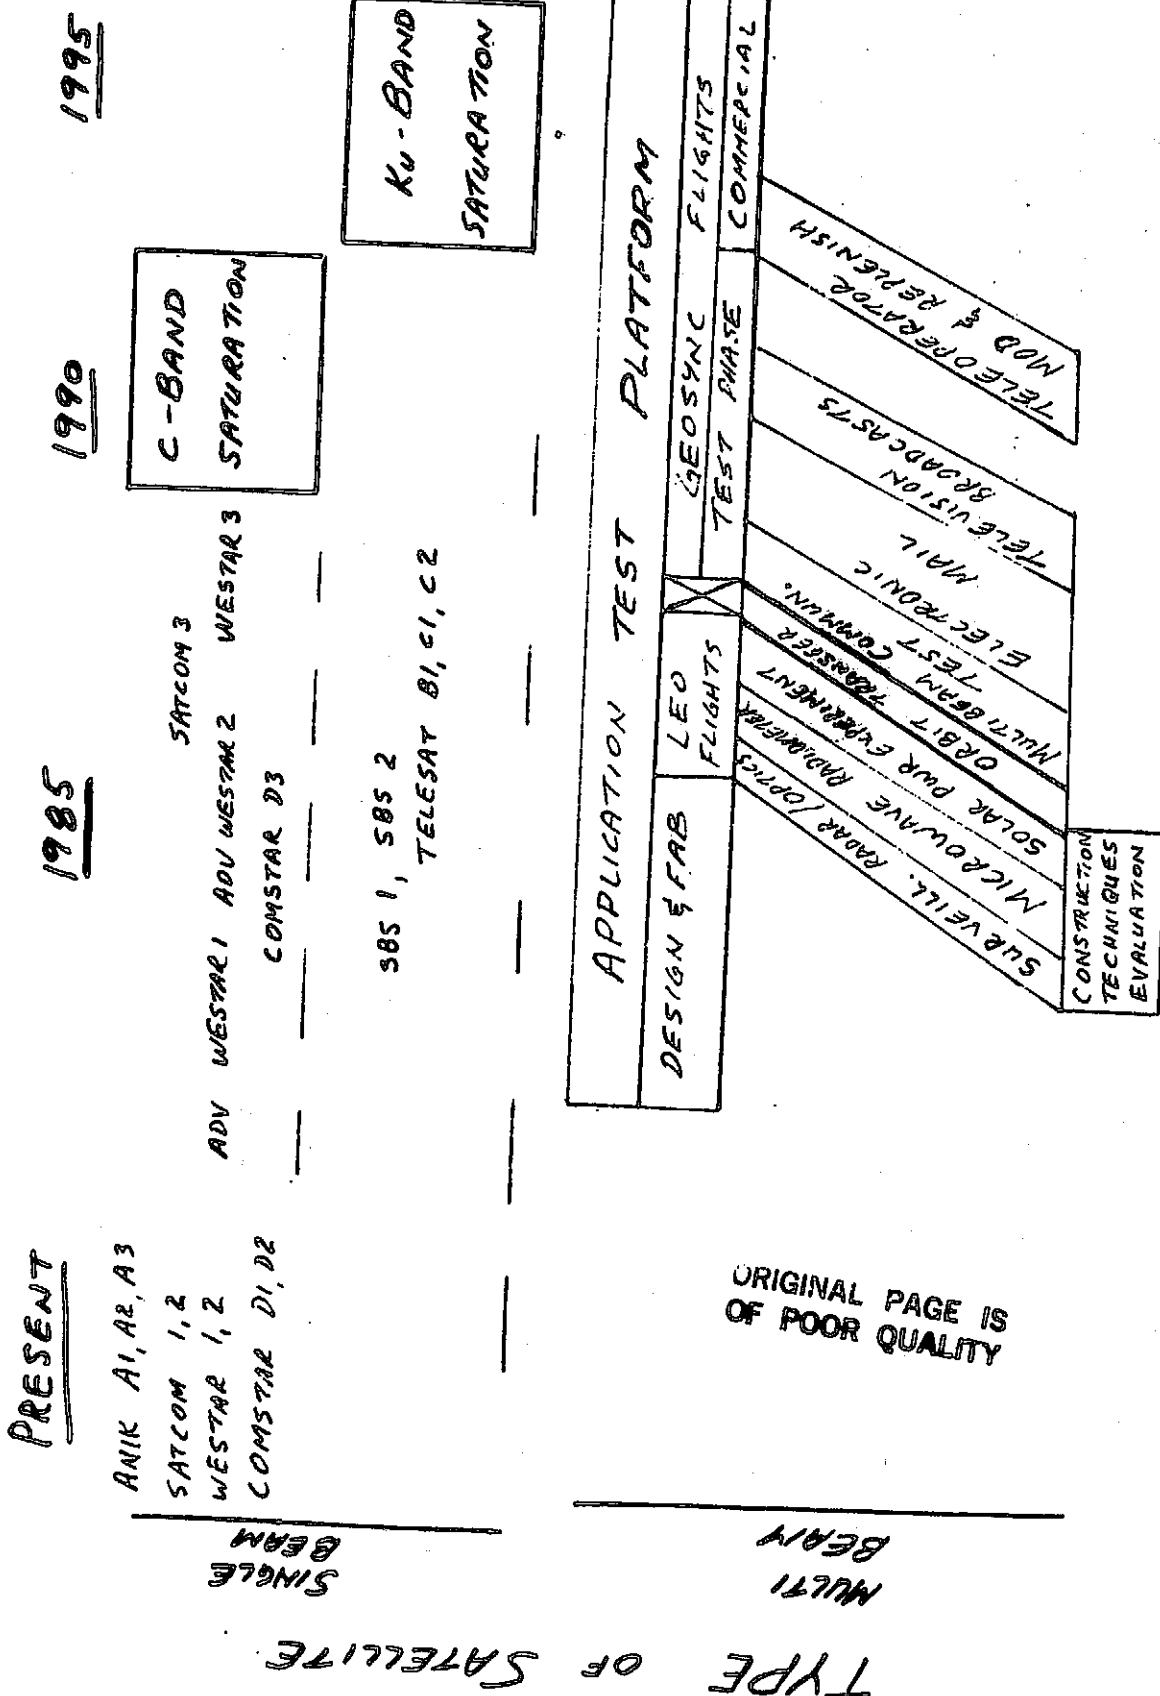 PRESENT
1985
1990
1995
TYPE OF SATELLITE
SINGLE
BEAM
ANIK A1, A2, A3
SATCOM 1, 2
WESTAR 1, 2
COMSTAR D1, D2
SATCOM 3
ADV WESTAR 1 ADV WESTAR 2 WESTAR 3
COMSTAR D3
C-BAND
SATURATION
SBS 1, SBS 2
TELESAT B1, C1, C2
Ku-BAND
SATURATION
MULTI
BEAM
APPLICATION TEST PLATFORM
DESIGN & FAB
LEO
FLIGHTS
GEOSYNC FLIGHTS
TEST PHASE
COMMERCIAL
SURVEILL. RADAR/OPTICS
MICROWAVE RADIOMETER
SOLAR PWR EXPERIMENT
ORBIT TRANSFER
MULTIBEAM COMMUN.
TEST
ELECTRONIC
MAIL
TELEVISION
BROADCASTS
TELEOPERATOR
MOD & REPLENISH
CONSTRUCTION
TECHNIQUES
EVALUATION
ORIGINAL PAGE IS
OF POOR QUALITY